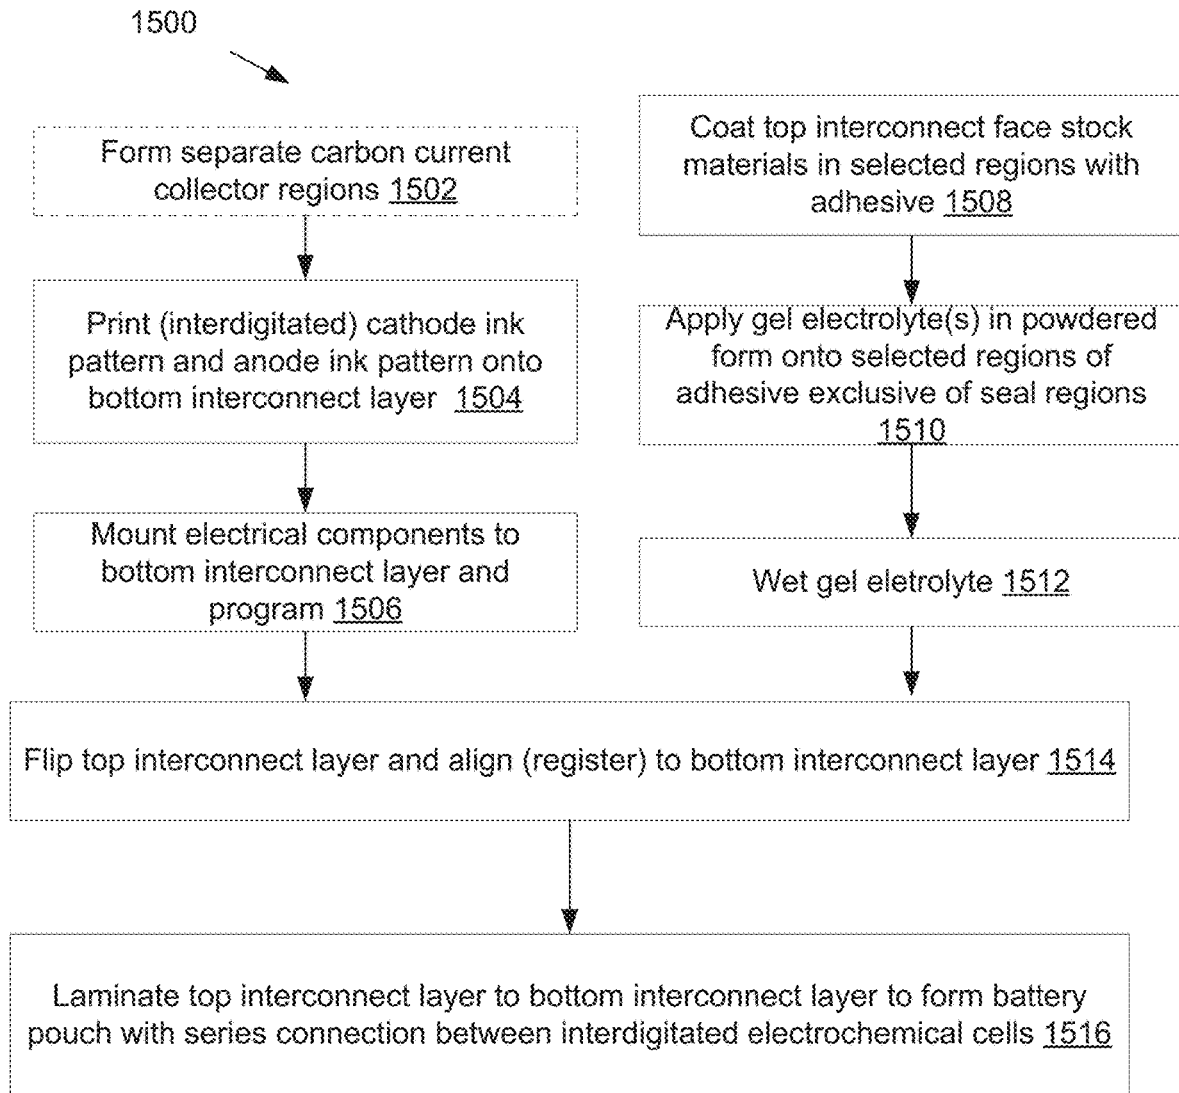 1500
Form separate carbon current
collector regions 1502
Print (interdigitated) cathode ink
pattern and anode ink pattern onto
bottom interconnect layer 1504
Mount electrical components to
bottom interconnect layer and
program 1506
Coat top interconnect face stock
materials in selected regions with
adhesive 1508
Apply gel electrolyte(s) in powdered
form onto selected regions of
adhesive exclusive of seal regions
1510
Wet gel eletrolyte 1512
Flip top interconnect layer and align (register) to bottom interconnect layer 1514
Laminate top interconnect layer to bottom interconnect layer to form battery
pouch with series connection between interdigitated electrochemical cells 1516